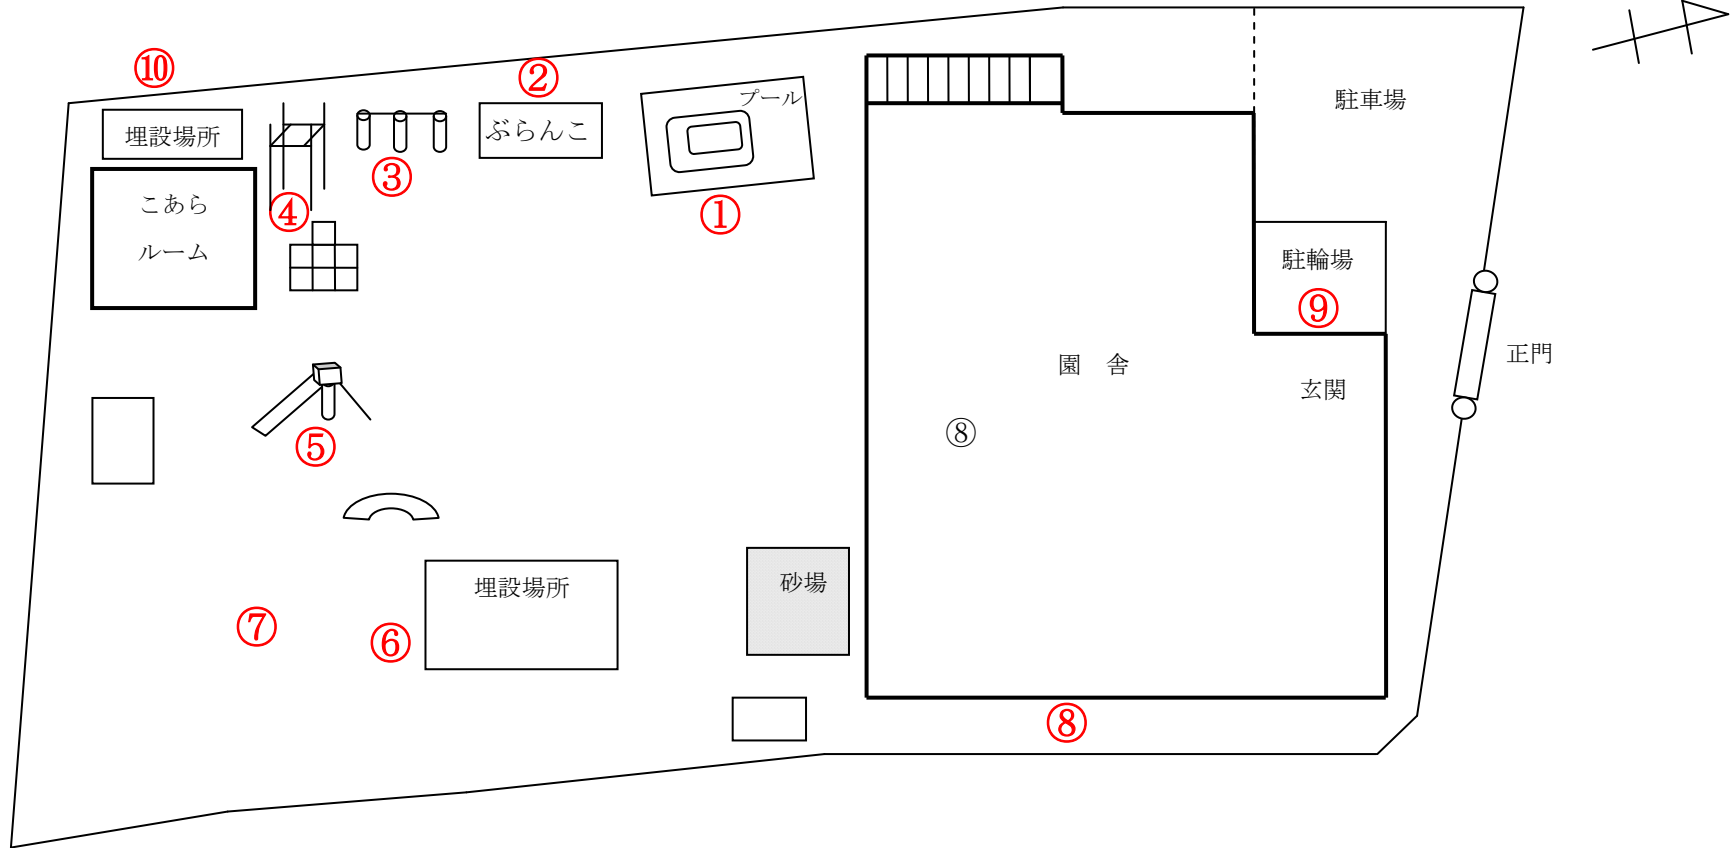 ⑩
②
プール
駐車場
埋設場所
ぶらんこ
③
こあら
ルーム
④
①
駐輪場
⑨
正門
園　舎
玄関
⑤
⑧
埋設場所
砂場
⑦
⑥
⑧